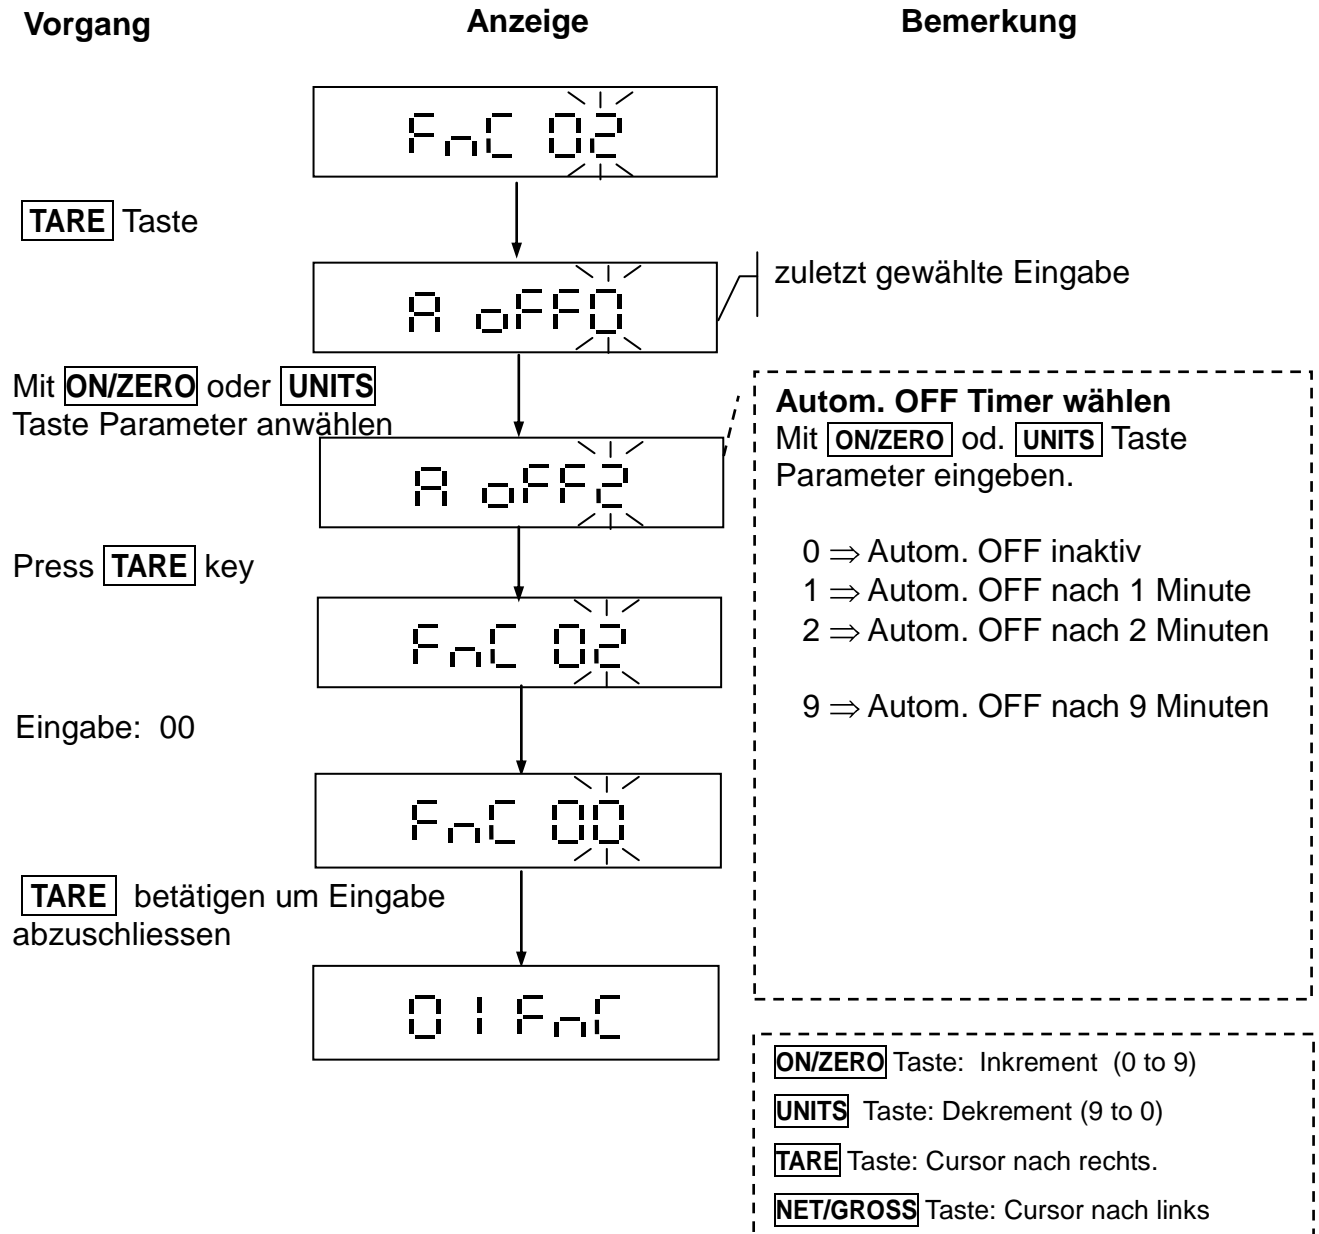 Vorgang Anzeige Bemerkung
FnC 02
TARE Taste
A oFF0
zuletzt gewählte Eingabe
Mit ON/ZERO oder UNITS
Taste Parameter anwählen
A oFF2
Autom. OFF Timer wählen
Mit ON/ZERO od. UNITS Taste
Parameter eingeben.
0 ⇒ Autom. OFF inaktiv
1 ⇒ Autom. OFF nach 1 Minute
2 ⇒ Autom. OFF nach 2 Minuten
9 ⇒ Autom. OFF nach 9 Minuten
Press TARE key
FnC 02
Eingabe: 00
FnC 00
TARE betätigen um Eingabe
abzuschliessen
01FnC
ON/ZERO Taste: Inkrement (0 to 9)
UNITS Taste: Dekrement (9 to 0)
TARE Taste: Cursor nach rechts.
NET/GROSS Taste: Cursor nach links